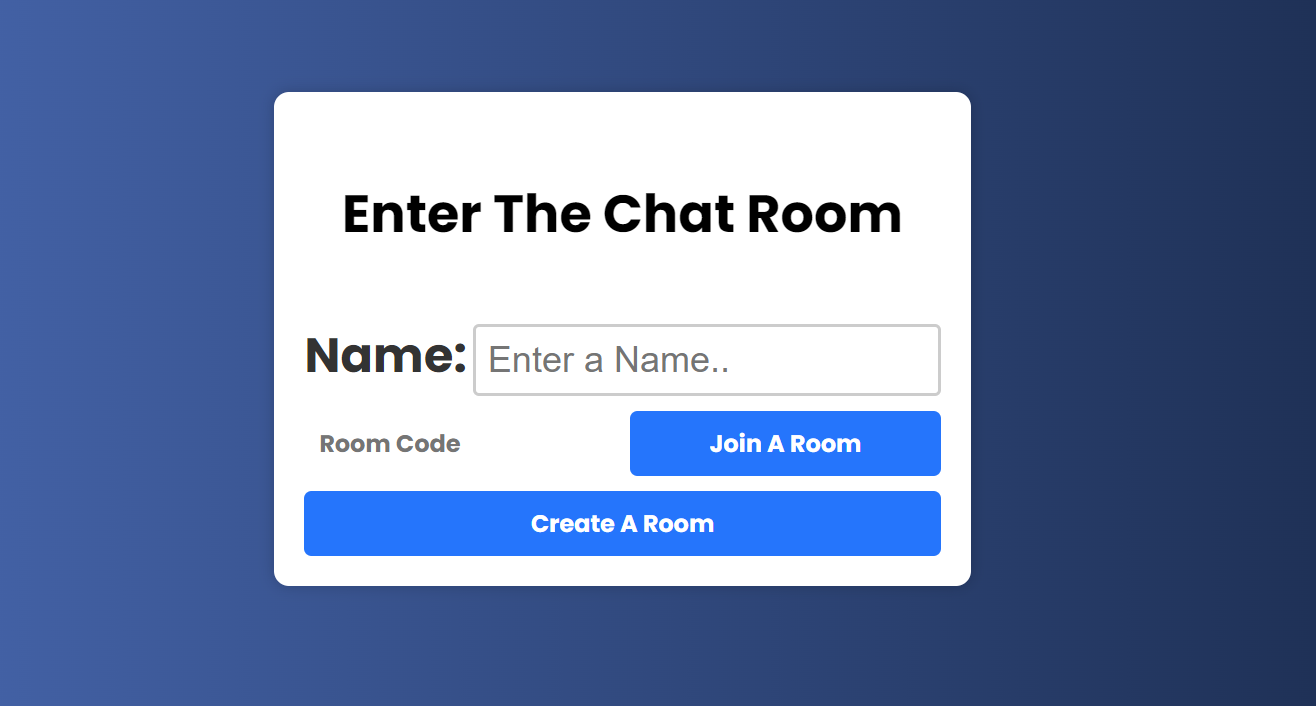 Enter The Chat Room
Name: Enter a Name..
Room Code Join A Room
Create A Room